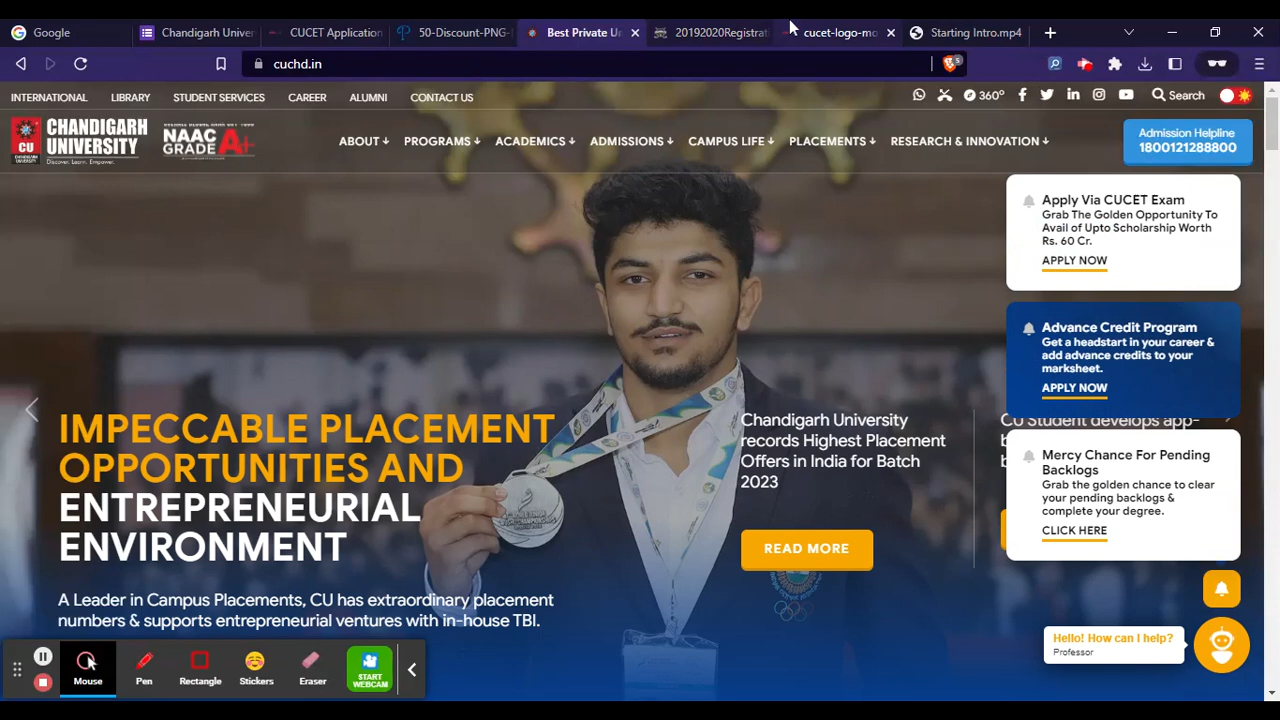 Google
Chandigarh Univer
CUCET Application
50-Discount-PNG-
Best Private Un
20192020Registrat
cucet-logo-mo
Starting Intro.mp4
cuchd.in
5
INTERNATIONAL LIBRARY STUDENT SERVICES CAREER ALUMNI CONTACT US
360° Search
CU
CHANDIGARH
UNIVERSITY
Discover. Learn. Empower.
NAAC
GRADE A+
ABOUT PROGRAMS ACADEMICS ADMISSIONS CAMPUS LIFE PLACEMENTS RESEARCH & INNOVATION
Admission Helpline
1800121288800
Apply Via CUCET Exam
Grab The Golden Opportunity To
Avail of Upto Scholarship Worth
Rs. 60 Cr.
APPLY NOW
Advance Credit Program
Get a headstart in your career &
add advance credits to your
marksheet.
APPLY NOW
IMPECCABLE PLACEMENT
OPPORTUNITIES AND
ENTREPRENEURIAL
ENVIRONMENT
A Leader in Campus Placements, CU has extraordinary placement
numbers & supports entrepreneurial ventures with in-house TBI.
Chandigarh University
records Highest Placement
Offers in India for Batch
2023
READ MORE
CU Student develops app-
Mercy Chance For Pending
Backlogs
Grab the golden chance to clear
your pending backlogs &
complete your degree.
CLICK HERE
Hello! How can I help?
Professor
Mouse Pen Rectangle Stickers Eraser
START
WEBCAM